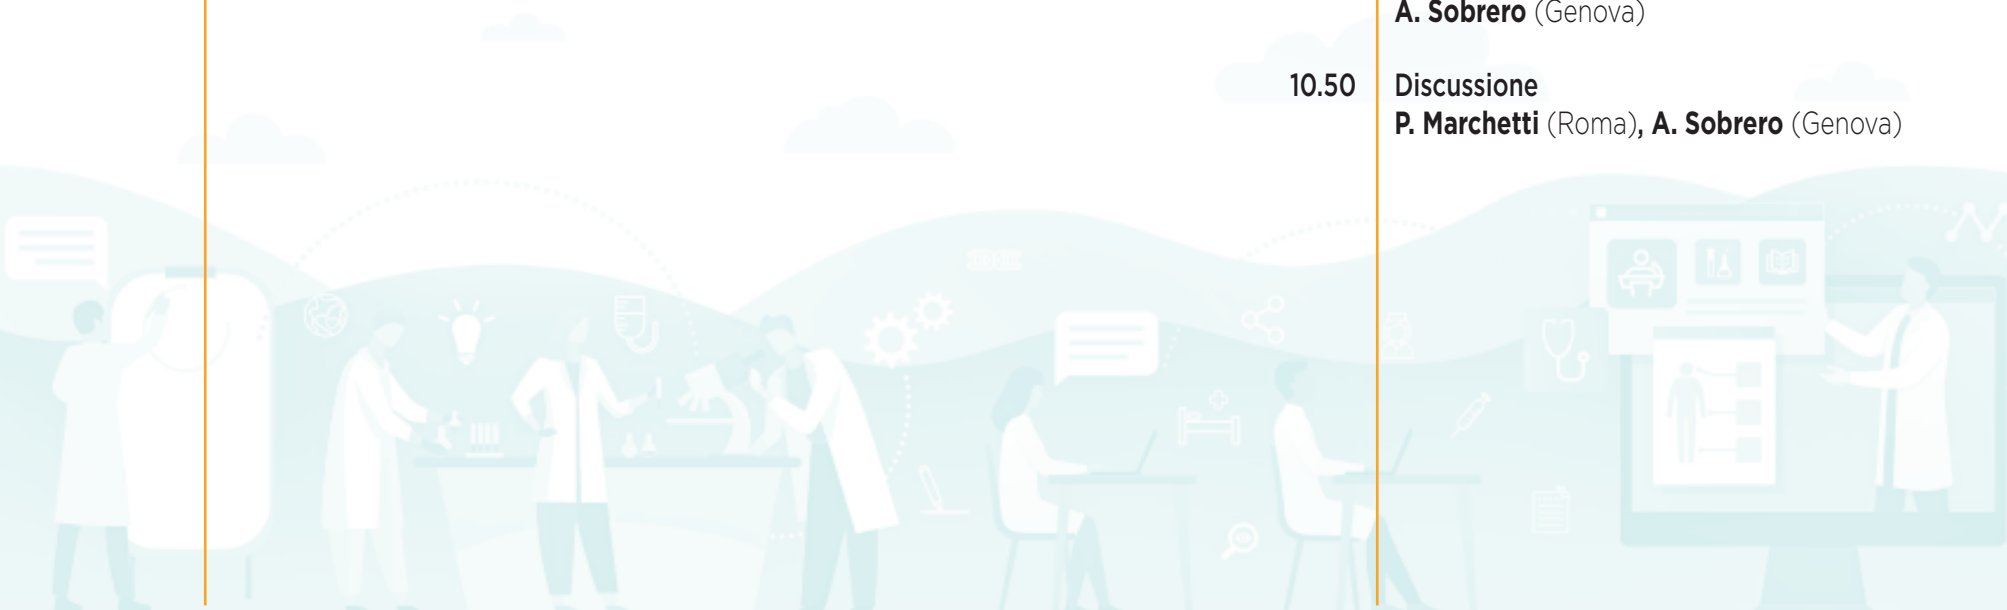 A. Sobrero (Genova)
10.50 Discussione
P. Marchetti (Roma), A. Sobrero (Genova)